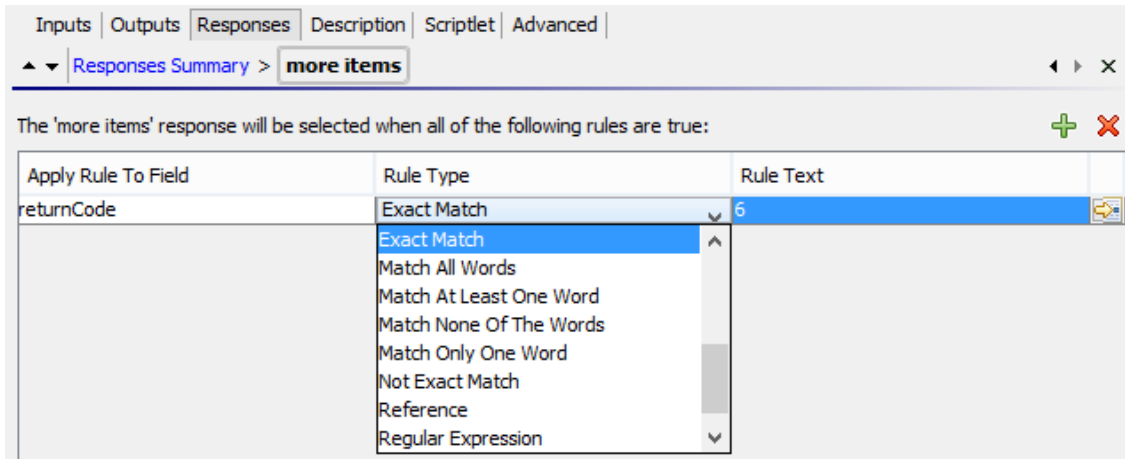 Inputs Outputs Responses Description Scriptlet Advanced
Responses Summary > more items
The 'more items' response will be selected when all of the following rules are true:
Apply Rule To Field Rule Type Rule Text
returnCode Exact Match 6
Exact Match
Match All Words
Match At Least One Word
Match None Of The Words
Match Only One Word
Not Exact Match
Reference
Regular Expression